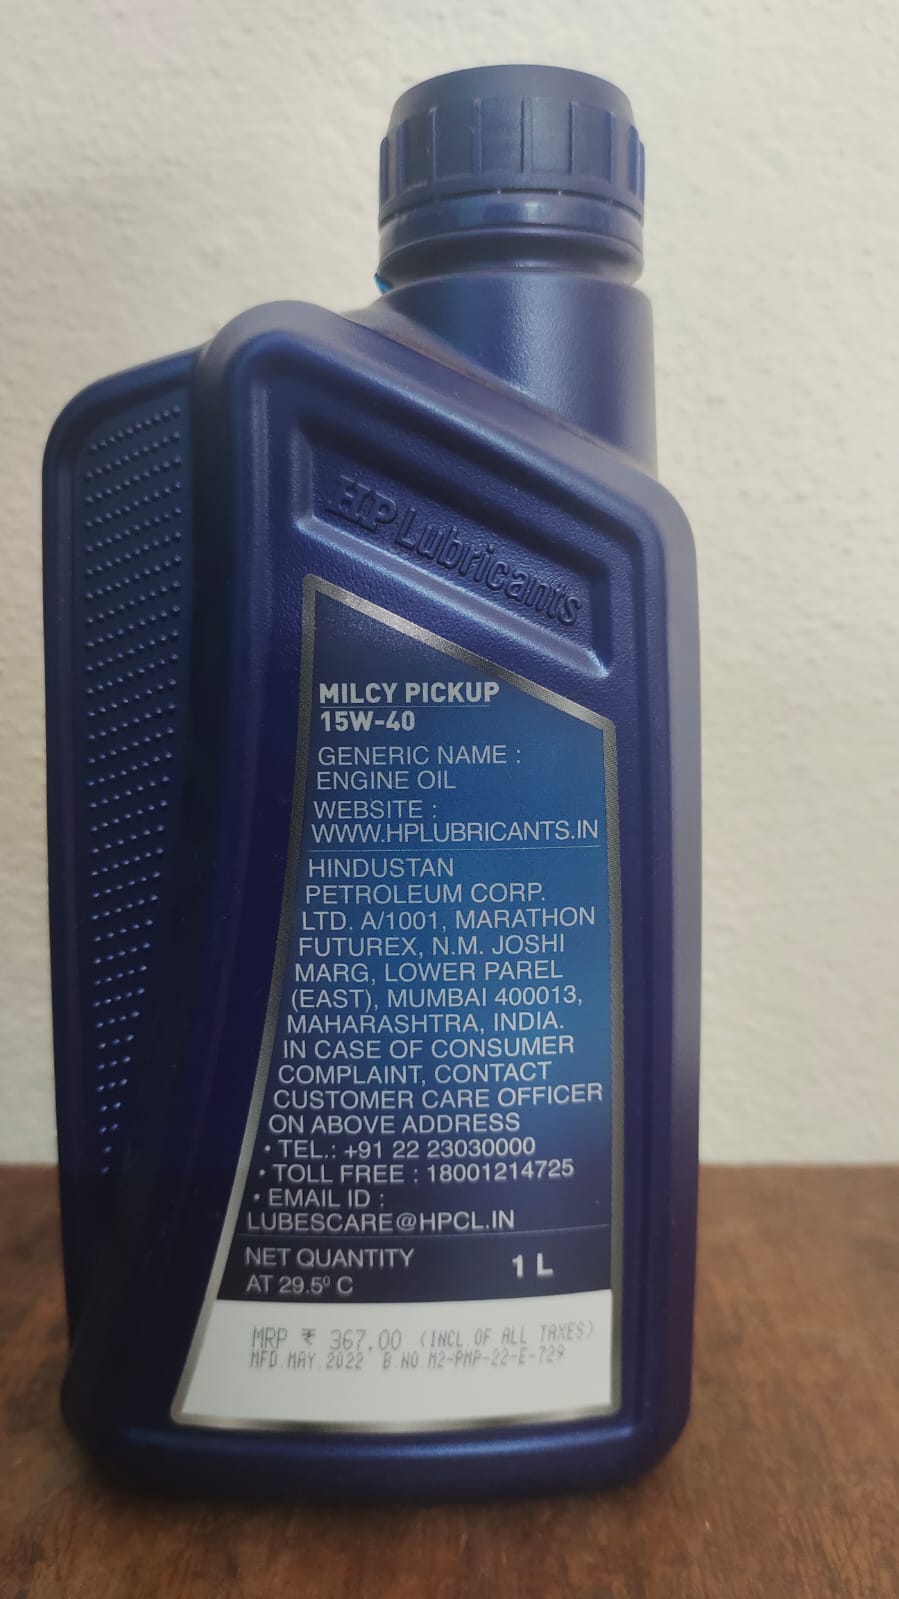 HP Lubricants
MILCY PICKUP
15W-40
GENERIC NAME :
ENGINE OIL
WEBSITE :
WWW.HPLUBRICANTS.IN
HINDUSTAN
PETROLEUM CORP.
LTD. A/1001, MARATHON
FUTUREX, N.M. JOSHI
MARG, LOWER PAREL
(EAST), MUMBAI 400013,
MAHARASHTRA, INDIA.
IN CASE OF CONSUMER
COMPLAINT, CONTACT
CUSTOMER CARE OFFICER
ON ABOVE ADDRESS
• TEL.: +91 22 23030000
• TOLL FREE : 18001214725
• EMAIL ID :
LUBESCARE@HPCL.IN
NET QUANTITY 1 L
AT 29.5⁰ C
MRP ₹ 367.00 (INCL.OF ALL TAXES)
MFD.MAY.2022 B.NO.M2-PMP-22-E-729